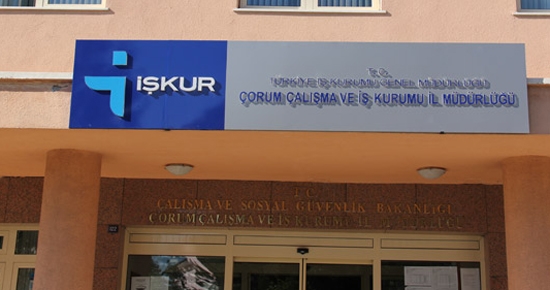 İŞKUR
T.C.
TÜRKİYE İŞ KURUMU GENEL MÜDÜRLÜĞÜ
ÇORUM ÇALIŞMA VE İŞ KURUMU İL MÜDÜRLÜĞÜ
T.C.
ÇALIŞMA VE SOSYAL GÜVENLİK BAKANLIĞI
ÇORUM ÇALIŞMA VE İŞ KURUMU İL MÜDÜRLÜĞÜ